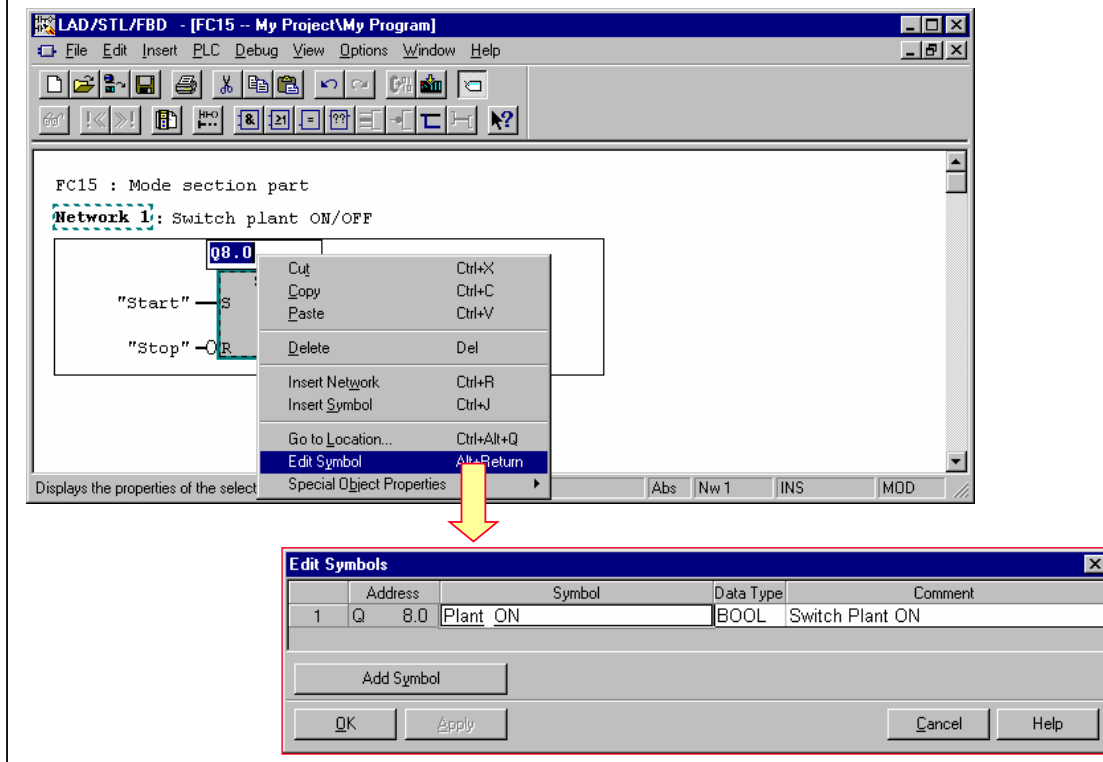 LAD/STL/FBD - [FC15 -- My Project\My Program]
File Edit Insert PLC Debug View Options Window Help
!< >! & ≥1 = ??
FC15 : Mode section part
Network 1: Switch plant ON/OFF
Q8.0
"Start" S
"Stop" R
Cut Ctrl+X
Copy Ctrl+C
Paste Ctrl+V
Delete Del
Insert Network Ctrl+R
Insert Symbol Ctrl+J
Go to Location... Ctrl+Alt+Q
Edit Symbol Alt+Return
Special Object Properties
Displays the properties of the select Abs Nw 1 INS MOD
Edit Symbols
Address Symbol Data Type Comment
1 Q 8.0 Plant_ON BOOL Switch Plant ON
Add Symbol
OK Apply Cancel Help